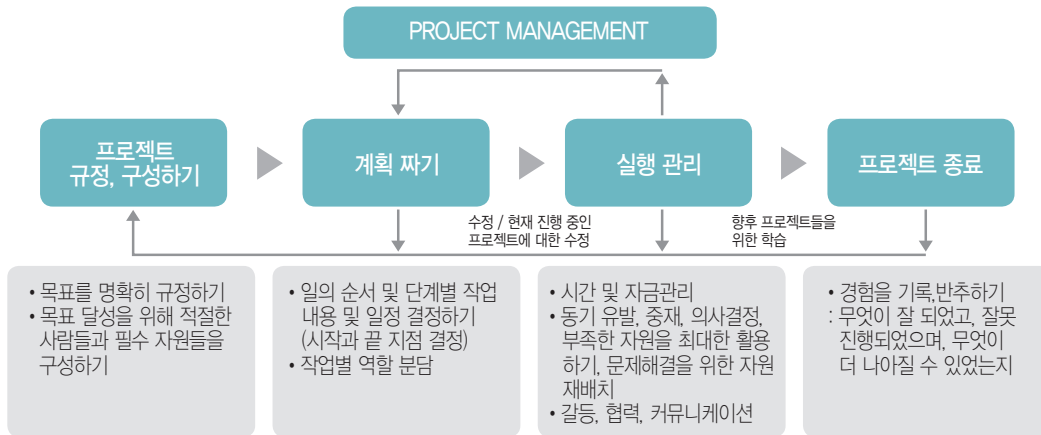 PROJECT MANAGEMENT
프로젝트
규정, 구성하기
계획 짜기
실행 관리
프로젝트 종료
수정 / 현재 진행 중인
프로젝트에 대한 수정
향후 프로젝트들을
위한 학습
• 목표를 명확히 규정하기
• 목표 달성을 위해 적절한
사람들과 필수 자원들을
구성하기
• 일의 순서 및 단계별 작업
내용 및 일정 결정하기
(시작과 끝 지점 결정)
• 작업별 역할 분담
• 시간 및 자금관리
• 동기 유발, 중재, 의사결정,
부족한 자원을 최대한 활용
하기, 문제해결을 위한 자원
재배치
• 갈등, 협력, 커뮤니케이션
• 경험을 기록,반추하기
: 무엇이 잘 되었고, 잘못
진행되었으며, 무엇이
더 나아질 수 있었는지